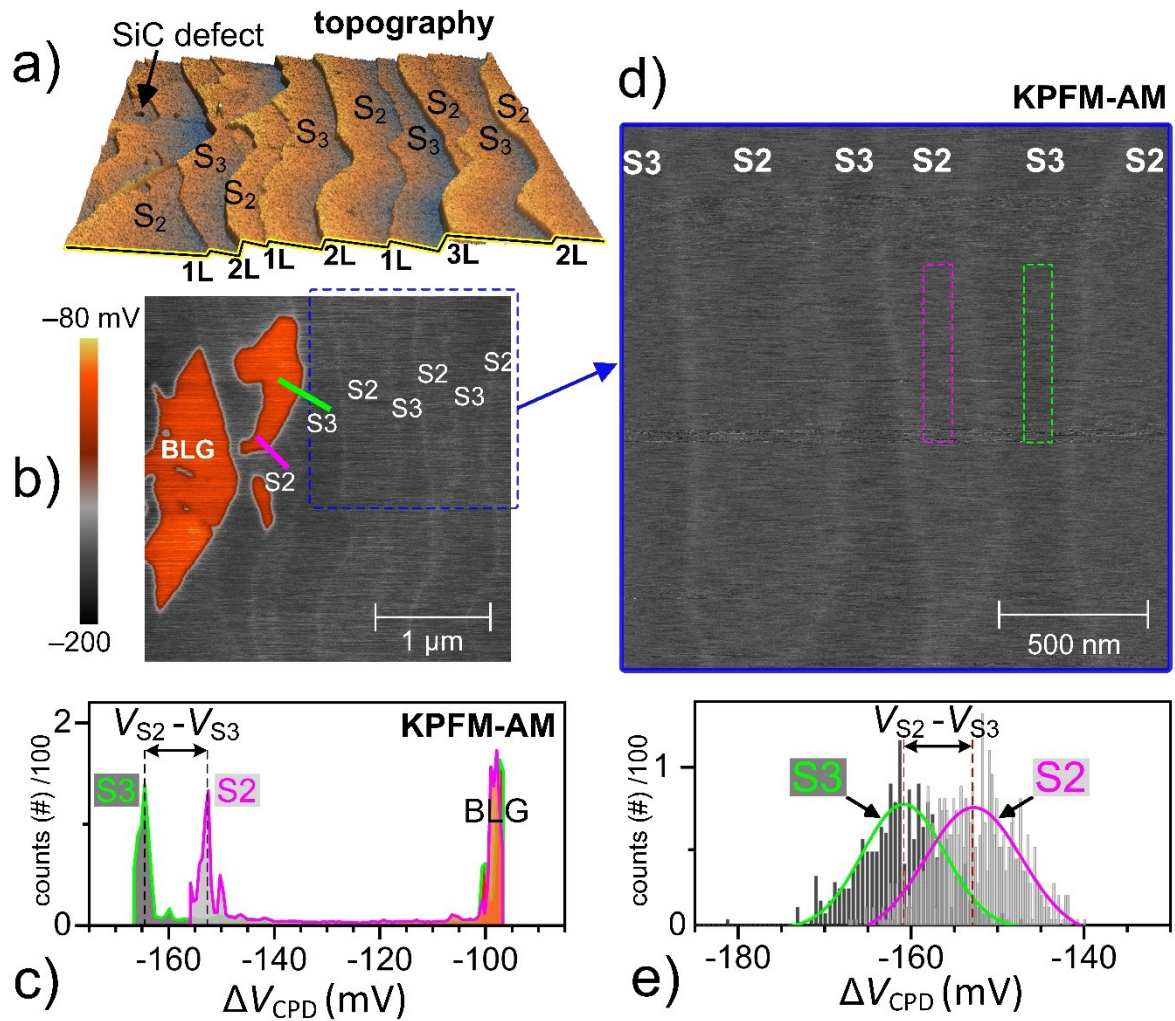 a)
topography
SiC defect
S2
S3
S2
S3
S2
S3
S2
S3
S2
1L
2L
1L
2L
1L
3L
2L
b)
–80 mV
–200
BLG
S3
S2
S2
S3
S2
S3
S2
1 µm
c)
KPFM-AM
VS2 - VS3
S3
S2
BLG
counts (#) /100
2
0
-160
-140
-120
-100
ΔVCPD (mV)
d)
KPFM-AM
S3 S2 S3 S2 S3 S2
500 nm
e)
VS2 - VS3
S3
S2
counts (#) /100
1
0
-180
-160
-140
ΔVCPD (mV)